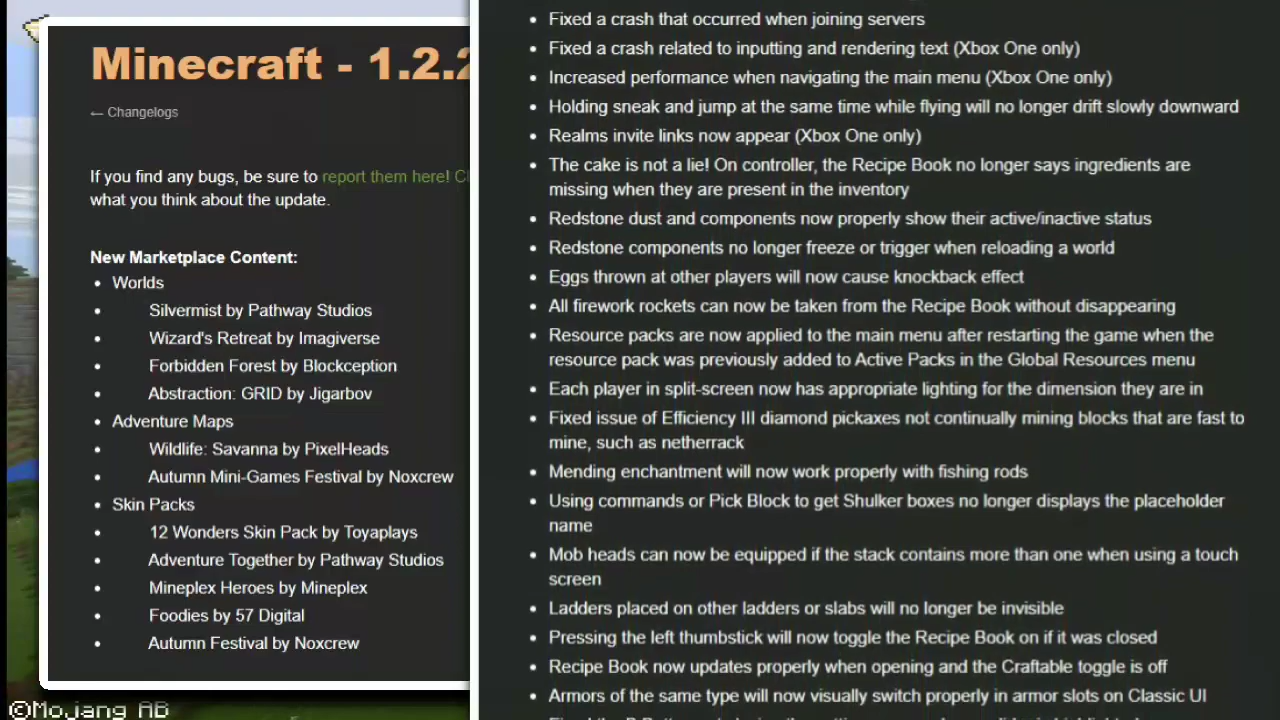 Minecraft - 1.2.2
← Changelogs
If you find any bugs, be sure to report them here!
what you think about the update.
New Marketplace Content:
• Worlds
• Silvermist by Pathway Studios
• Wizard's Retreat by Imagiverse
• Forbidden Forest by Blockception
• Abstraction: GRID by Jigarbov
• Adventure Maps
• Wildlife: Savanna by PixelHeads
• Autumn Mini-Games Festival by Noxcrew
• Skin Packs
• 12 Wonders Skin Pack by Toyaplays
• Adventure Together by Pathway Studios
• Mineplex Heroes by Mineplex
• Foodies by 57 Digital
• Autumn Festival by Noxcrew
©Mojang AB
• Fixed a crash that occurred when joining servers
• Fixed a crash related to inputting and rendering text (Xbox One only)
• Increased performance when navigating the main menu (Xbox One only)
• Holding sneak and jump at the same time while flying will no longer drift slowly downward
• Realms invite links now appear (Xbox One only)
• The cake is not a lie! On controller, the Recipe Book no longer says ingredients are
missing when they are present in the inventory
• Redstone dust and components now properly show their active/inactive status
• Redstone components no longer freeze or trigger when reloading a world
• Eggs thrown at other players will now cause knockback effect
• All firework rockets can now be taken from the Recipe Book without disappearing
• Resource packs are now applied to the main menu after restarting the game when the
resource pack was previously added to Active Packs in the Global Resources menu
• Each player in split-screen now has appropriate lighting for the dimension they are in
• Fixed issue of Efficiency III diamond pickaxes not continually mining blocks that are fast to
mine, such as netherrack
• Mending enchantment will now work properly with fishing rods
• Using commands or Pick Block to get Shulker boxes no longer displays the placeholder
name
• Mob heads can now be equipped if the stack contains more than one when using a touch
screen
• Ladders placed on other ladders or slabs will no longer be invisible
• Pressing the left thumbstick will now toggle the Recipe Book on if it was closed
• Recipe Book now updates properly when opening and the Craftable toggle is off
• Armors of the same type will now visually switch properly in armor slots on Classic UI